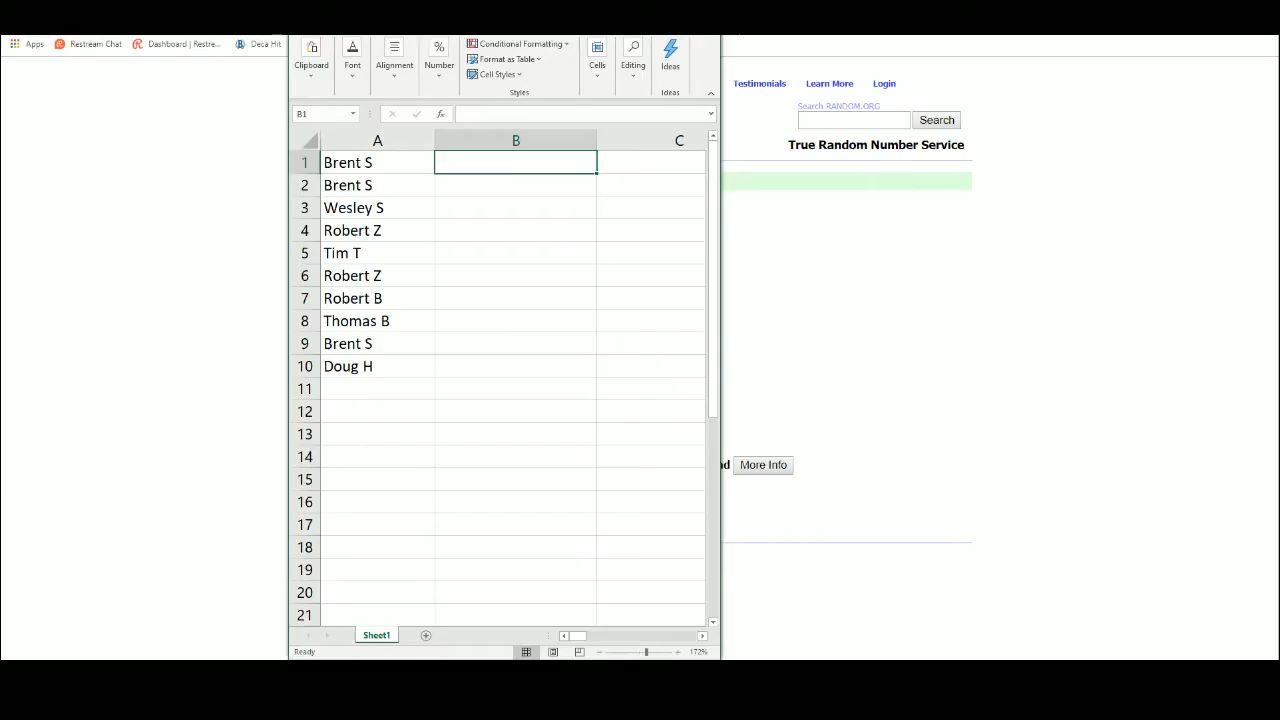 Apps Restream Chat Dashboard | Restre... Deca Hit
Clipboard Font Alignment Number Conditional Formatting Format as Table Cell Styles Styles Cells Editing Ideas Ideas
B1 fx
A B C
1 Brent S
2 Brent S
3 Wesley S
4 Robert Z
5 Tim T
6 Robert Z
7 Robert B
8 Thomas B
9 Brent S
10 Doug H
11
12
13
14
15
16
17
18
19
20
21
Sheet1
Ready 172%
Testimonials Learn More Login
Search RANDOM.ORG
Search
True Random Number Service
More Info